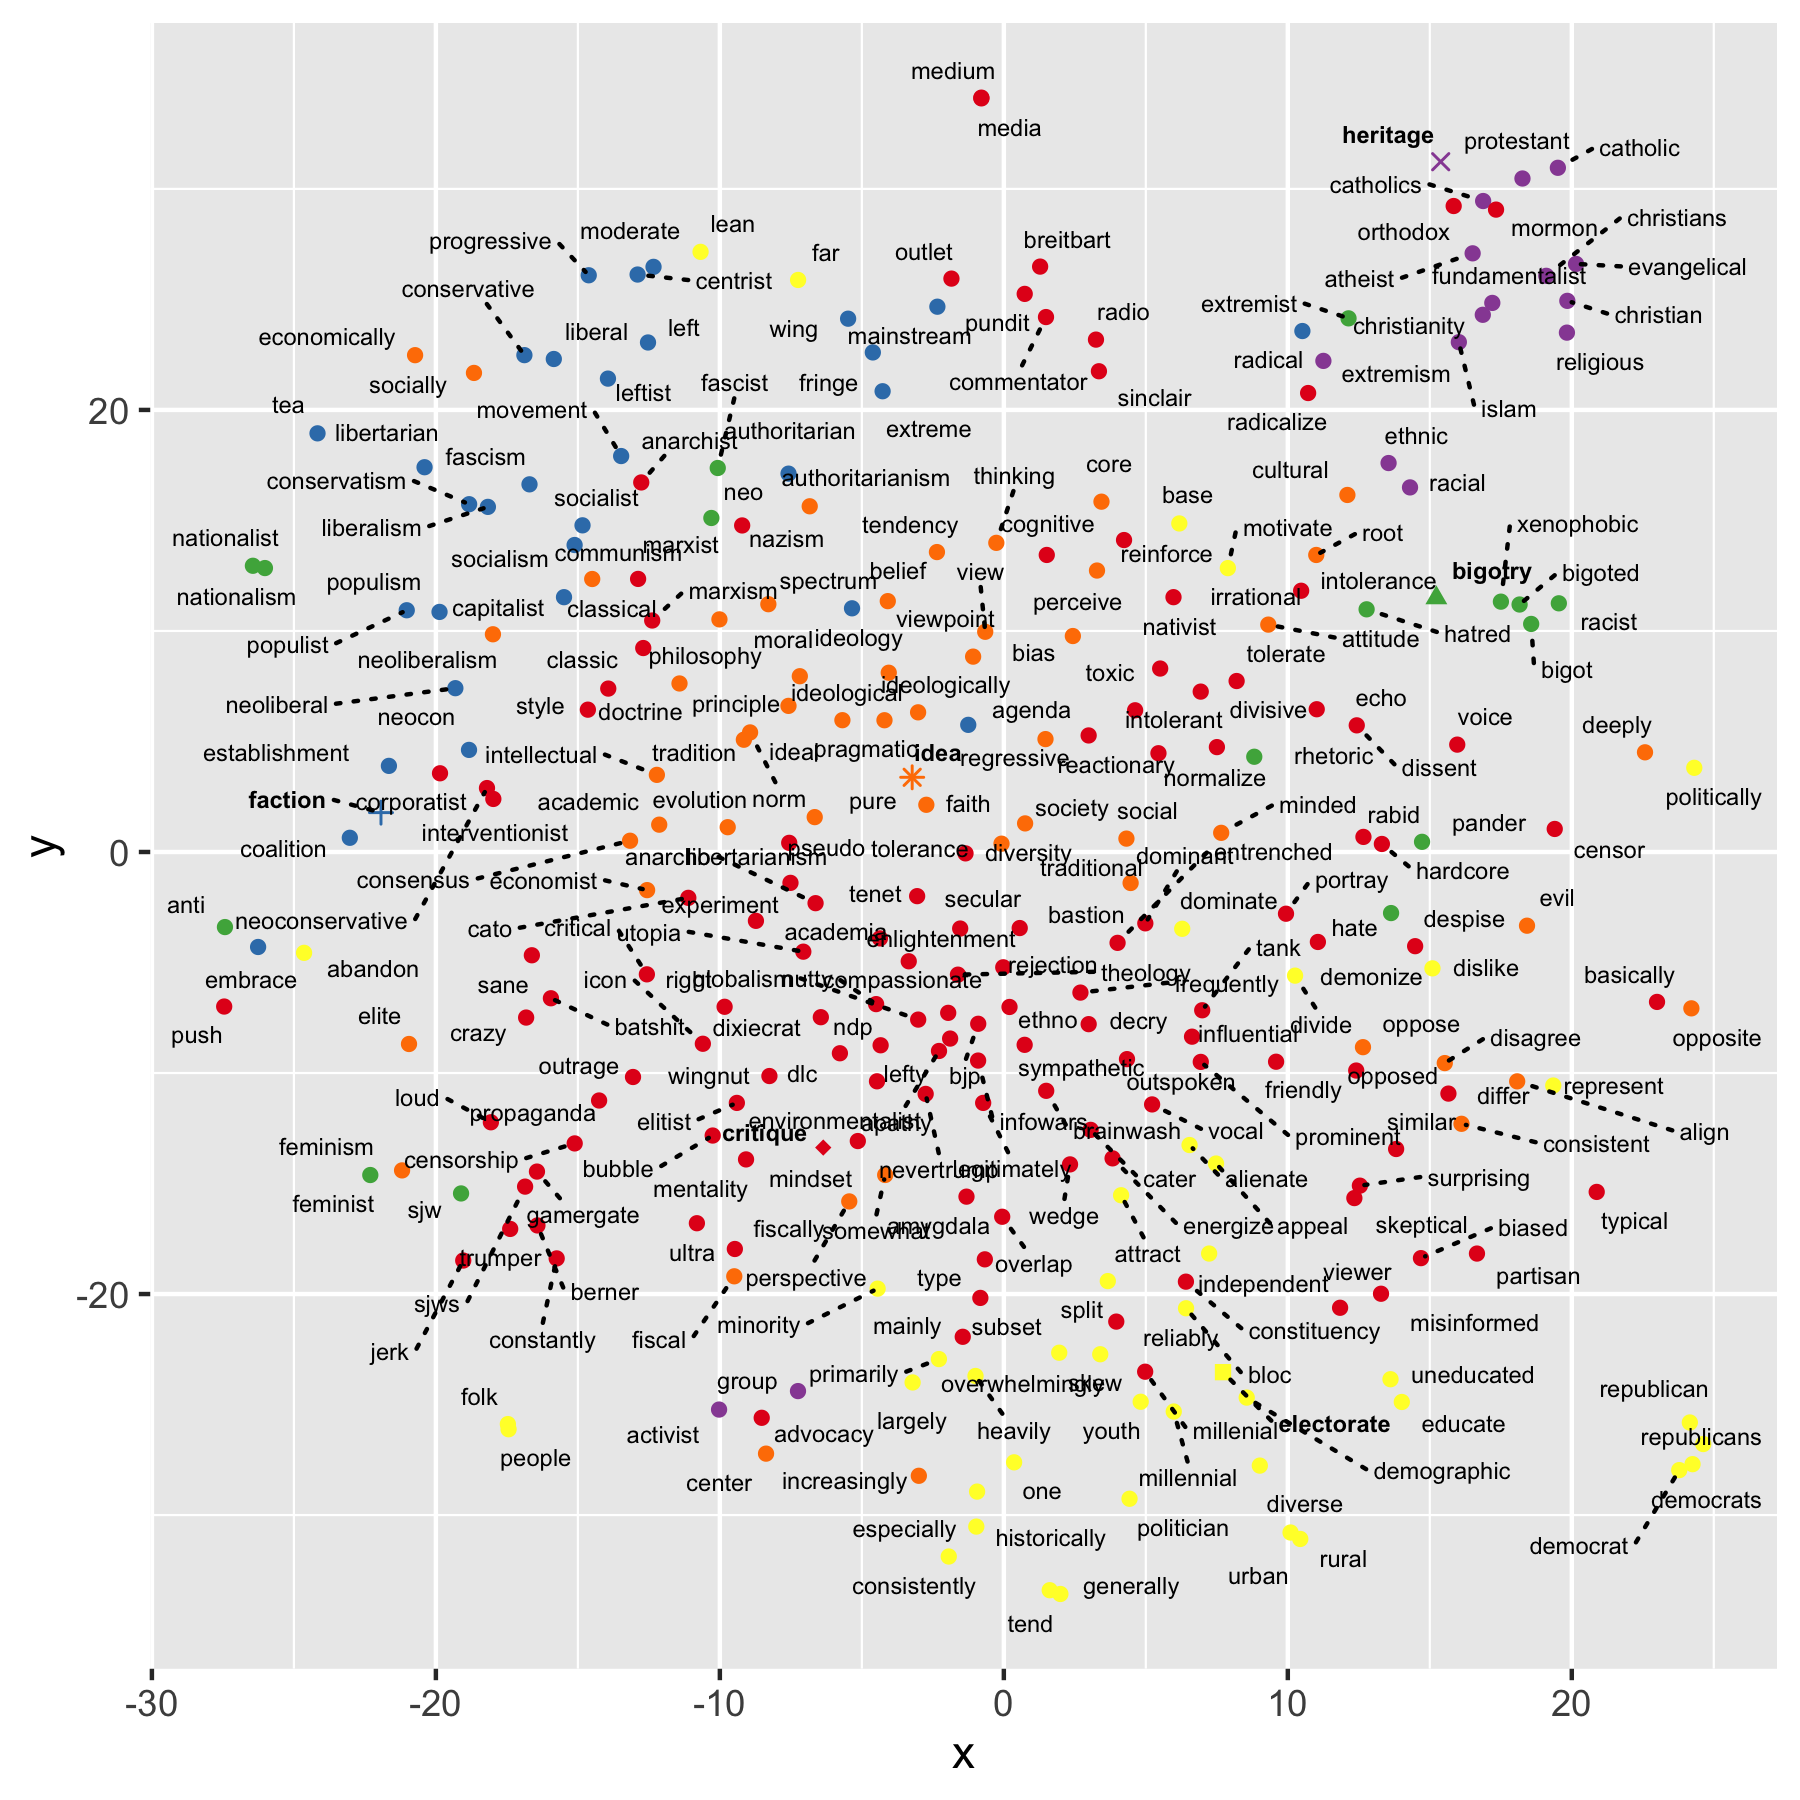 medium
media
heritage
protestant
catholic
catholics
christians
lean
moderate
progressive
orthodox
mormon
breitbart
far
outlet
evangelical
fundamentalist
atheist
centrist
conservative
extremist
radio
christian
pundit
christianity
left
liberal
wing
mainstream
economically
radical
religious
extremism
socially
leftist
fascist
fringe
commentator
sinclair
islam
tea
movement
radicalize
libertarian
authoritarian
extreme
ethnic
anarchist
fascism
core
cultural
conservatism
authoritarianism
thinking
racial
neo
base
socialist
liberalism
tendency
cognitive
motivate
root
xenophobic
nationalist
nazism
marxist
communism
socialism
reinforce
belief
view
intolerance
bigotry
bigoted
populism
spectrum
nationalism
marxism
capitalist
classical
perceive
irrational
viewpoint
nativist
racist
attitude
hatred
populist
moral
ideology
bias
tolerate
neoliberalism
classic
philosophy
toxic
bigot
ideological
ideologically
neoliberal
style
doctrine
principle
agenda
intolerant
divisive
echo
neocon
voice
deeply
establishment
intellectual
tradition
ideal
pragmatic
idea
regressive
reactionary
rhetoric
dissent
normalize
faction
corporatist
academic
evolution
norm
pure
faith
society
social
minded
politically
rabid
pander
interventionist
coalition
anarcho
libertarianism
pseudo
tolerance
diversity
dominant
entrenched
traditional
censor
hardcore
consensus
economist
tenet
secular
portray
anti
neoconservative
experiment
dominate
evil
cato
critical
utopia
academia
enlightenment
bastion
hate
despise
abandon
tank
rejection
theology
embrace
sane
icon
right
globalism
nutty
compassionate
frequently
demonize
dislike
basically
elite
batshit
dixiecrat
ndp
ethno
decry
influential
divide
oppose
push
crazy
disagree
opposite
outrage
wingnut
dlc
lefty
bjp
sympathetic
outspoken
friendly
opposed
differ
represent
loud
propaganda
elitist
environmentalist
apathy
infowars
brainwash
vocal
prominent
similar
align
critique
feminism
censorship
bubble
consistent
mentality
mindset
nevertrump
legitimately
cater
alienate
surprising
feminist
sjw
gamergate
fiscally
somewhat
amygdala
wedge
energize
appeal
skeptical
biased
typical
trumper
ultra
perspective
type
overlap
attract
viewer
partisan
berner
independent
sjws
split
minority
mainly
subset
reliably
constituency
misinformed
jerk
constantly
fiscal
primarily
overwhelmingly
skew
bloc
uneducated
republican
folk
group
largely
heavily
youth
millenial
electorate
educate
activist
advocacy
republicans
people
center
increasingly
one
millennial
demographic
diverse
democrats
especially
historically
politician
democrat
rural
consistently
generally
urban
tend
20
0
-20
-30
-20
-10
0
10
20
x
y